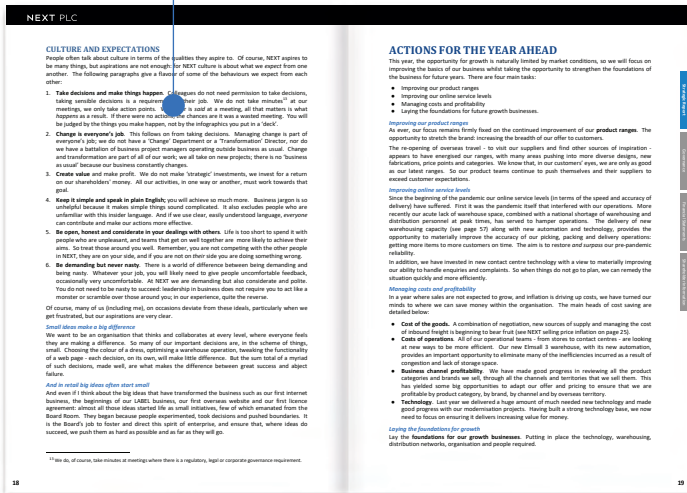 NEXT PLC
CULTURE AND EXPECTATIONS
People often talk about culture in terms of the qualities they aspire to. Of course, NEXT aspires to
be many things, but aspirations are not enough: for NEXT culture is about what we expect from one
another. The following paragraphs give a flavor of some of the behaviours we expect from each
other:
1. Take decisions and make things happen. Colleagues do not need permission to take decisions,
taking sensible decisions is a requirem their job. We do not take minutes¹⁰ at our
meetings, we only take action points. is said at a meeting, all that matters is what
happens as a result. If there were no actions, the chances are it was a wasted meeting. You will
be judged by the things you make happen, not by the infographics you put in a 'deck'.
2. Change is everyone's job. This follows on from taking decisions. Managing change is part of
everyone's job; we do not have a 'Change' Department or a 'Transformation' Director, nor do
we have a battalion of business project managers operating outside business as usual. Change
and transformation are part of all of our work; we all take on new projects; there is no 'business
as usual' because our business constantly changes.
3. Create value and make profit. We do not make 'strategic' investments, we invest for a return
on our shareholders' money. All our activities, in one way or another, must work towards that
goal.
4. Keep it simple and speak in plain English; you will achieve so much more. Business jargon is so
unhelpful because it makes simple things sound complicated. It also excludes people who are
unfamiliar with this insider language. And if we use clear, easily understood language, everyone
can contribute and make our actions more effective.
5. Be open, honest and considerate in your dealings with others. Life is too short to spend it with
people who are unpleasant, and teams that get on well together are more likely to achieve their
aims. So treat those around you well. Remember, you are not competing with the other people
in NEXT, they are on your side, and if you are not on their side you are doing something wrong.
6. Be demanding but never nasty. There is a world of difference between being demanding and
being nasty. Whatever your job, you will likely need to give people uncomfortable feedback,
occasionally very uncomfortable. At NEXT we are demanding but also considerate and polite.
You do not need to be nasty to succeed: leadership in business does not require you to act like a
monster or scramble over those around you; in our experience, quite the reverse.
Of course, many of us (including me), on occasions deviate from these ideals, particularly when we
get frustrated, but our aspirations are very clear.
Small ideas make a big difference
We want to be an organisation that thinks and collaborates at every level, where everyone feels
they are making a difference. So many of our important decisions are, in the scheme of things,
small. Choosing the colour of a dress, optimising a warehouse operation, tweaking the functionality
of a web page - each decision, on its own, will make little difference. But the sum total of a myriad
of such decisions, made well, are what makes the difference between great success and abject
failure.
And in retail big ideas often start small
And even if I think about the big ideas that have transformed the business such as our first internet
business, the beginnings of our LABEL business, our first overseas website and our first licence
agreement: almost all those ideas started life as small initiatives, few of which emanated from the
Board Room. They began because people experimented, took decisions and pushed boundaries. It
is the Board's job to foster and direct this spirit of enterprise, and ensure that, where ideas do
succeed, we push them as hard as possible and as far as they will go.
¹⁰ We do, of course, take minutes at meetings where there is a regulatory, legal or corporate governance requirement.
18
ACTIONS FOR THE YEAR AHEAD
This year, the opportunity for growth is naturally limited by market conditions, so we will focus on
improving the basics of our business whilst taking the opportunity to strengthen the foundations of
the business for future years. There are four main tasks:
● Improving our product ranges
● Improving our online service levels
● Managing costs and profitability
● Laying the foundations for future business growth.
Improving our product ranges
As ever, our focus remains firmly fixed on the continued improvement of our product ranges. The
opportunity to stretch the brand: increasing the breadth of our offer to customers.
The re-opening of overseas travel - to visit our suppliers and find other sources of inspiration -
appears to have energised our ranges, with many areas pushing into more diverse designs, new
fabrications, price points and categories. We know that, in our customers' eyes, we are only as good
as our latest ranges. So our product teams continue to push themselves and their suppliers to
exceed customer expectations.
Improving online service levels
Since the beginning of the pandemic our online service levels (in terms of the speed and accuracy of
delivery) have suffered. First it was the pandemic itself that interfered with our operations. More
recently our acute lack of warehouse space, combined with a national shortage of warehousing and
distribution personnel at peak times, has served to hamper operations. The delivery of new
warehousing capacity (see page 57) along with new automation and technology, provides the
opportunity to materially improve the accuracy of our picking, packing and delivery operations:
getting more items to more customers on time. The aim is to restore and surpass our pre-pandemic
reliability.
In addition, we have invested in new contact centre technology with a view to materially improving
our ability to handle enquiries and complaints. So when things do not go to plan, we can remedy the
situation quickly and more efficiently.
Managing costs and profitability
In a year where sales are not expected to grow, and inflation is driving up costs, we have turned our
minds to where we can save money within the organisation. The main heads of cost saving are
detailed below:
● Cost of the goods. A combination of negotiation, new sources of supply and managing the cost
of inbound freight is beginning to bear fruit (see NEXT selling price inflation on page 25).
● Costs of operations. All of our operational teams - from stores to contact centres - are looking
at new ways to be more efficient. Our new Elmsall 3 warehouse, with its new automation,
provides an important opportunity to eliminate many of the inefficiencies incurred as a result of
congestion and lack of storage space.
● Business channel profitability. We have made good progress in reviewing all the product
categories and brands we sell, through all the channels and territories that we sell them. This
has yielded some big opportunities to adapt our offer and pricing to ensure that we are
profitable by product category, by brand, by channel and by overseas territory.
● Technology. Last year we delivered a huge amount of much needed new technology and made
good progress with our modernisation projects. Having built a strong technology base, we now
need to focus on ensuring it delivers increasing value for money.
Laying the foundations for growth
Lay the foundations for our growth businesses. Putting in place the technology, warehousing,
distribution networks, organisation and people required.
Strategic Report
19